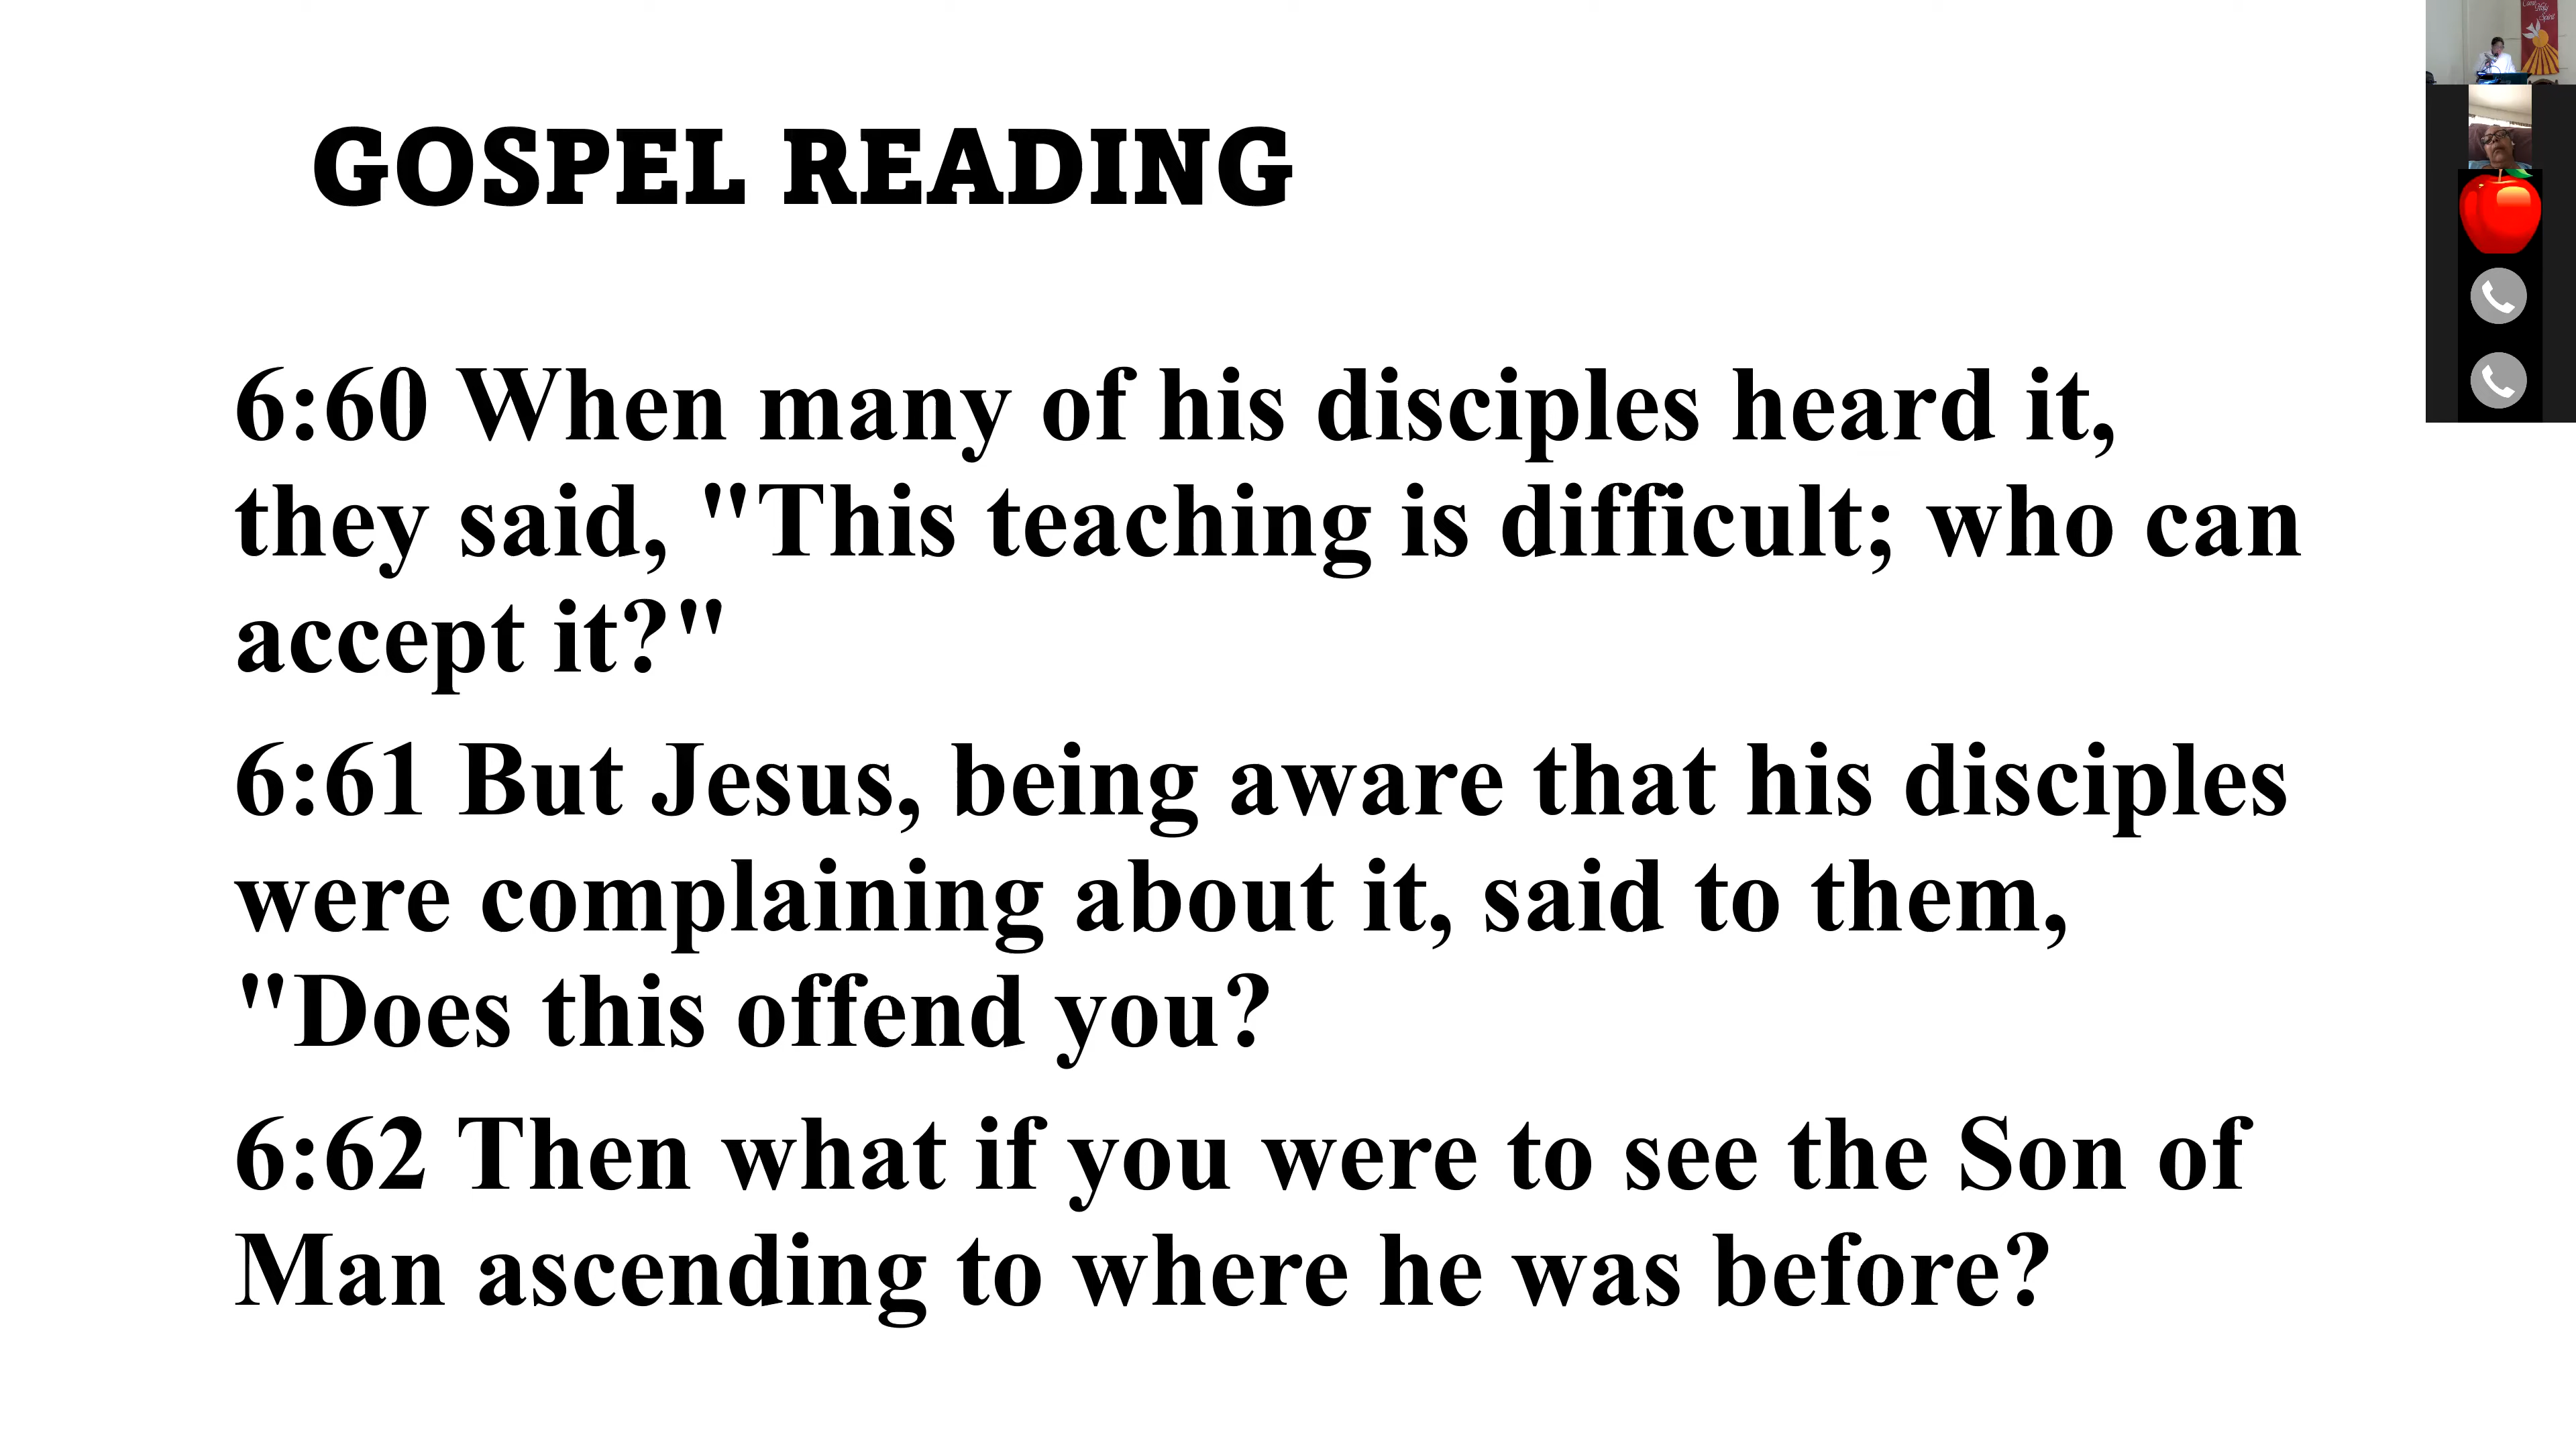 GOSPEL READING
6:60 When many of his disciples heard it,
they said, "This teaching is difficult; who can
accept it?"
6:61 But Jesus, being aware that his disciples
were complaining about it, said to them,
"Does this offend you?
6:62 Then what if you were to see the Son of
Man ascending to where he was before?
Come
Holy
Spirit